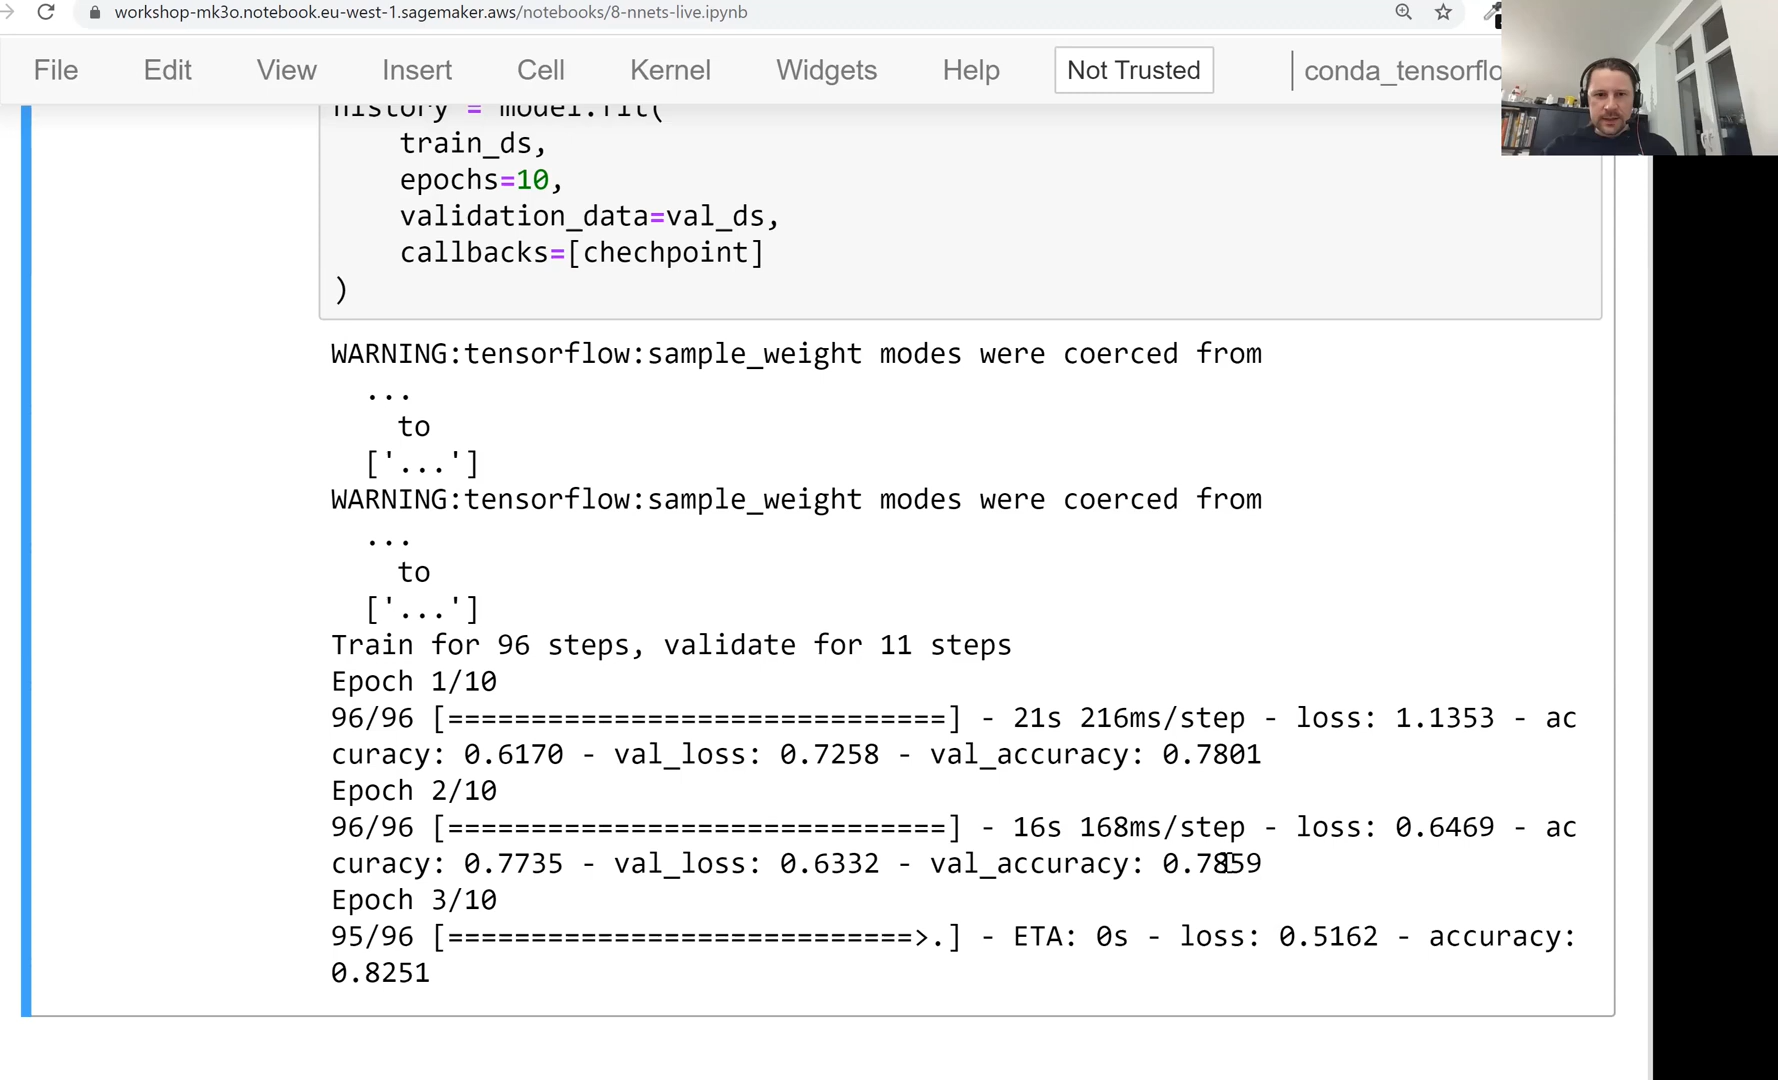 workshop-mk3o.notebook.eu-west-1.sagemaker.aws/notebooks/8-nnets-live.ipynb
File Edit View Insert Cell Kernel Widgets Help Not Trusted conda_tensorflo
history = model.fit(
train_ds,
epochs=10,
validation_data=val_ds,
callbacks=[chechpoint]
)
WARNING:tensorflow:sample_weight modes were coerced from
...
to
['...']
WARNING:tensorflow:sample_weight modes were coerced from
...
to
['...']
Train for 96 steps, validate for 11 steps
Epoch 1/10
96/96 [==============================] - 21s 216ms/step - loss: 1.1353 - ac
curacy: 0.6170 - val_loss: 0.7258 - val_accuracy: 0.7801
Epoch 2/10
96/96 [==============================] - 16s 168ms/step - loss: 0.6469 - ac
curacy: 0.7735 - val_loss: 0.6332 - val_accuracy: 0.7859
Epoch 3/10
95/96 [============================>.] - ETA: 0s - loss: 0.5162 - accuracy:
0.8251